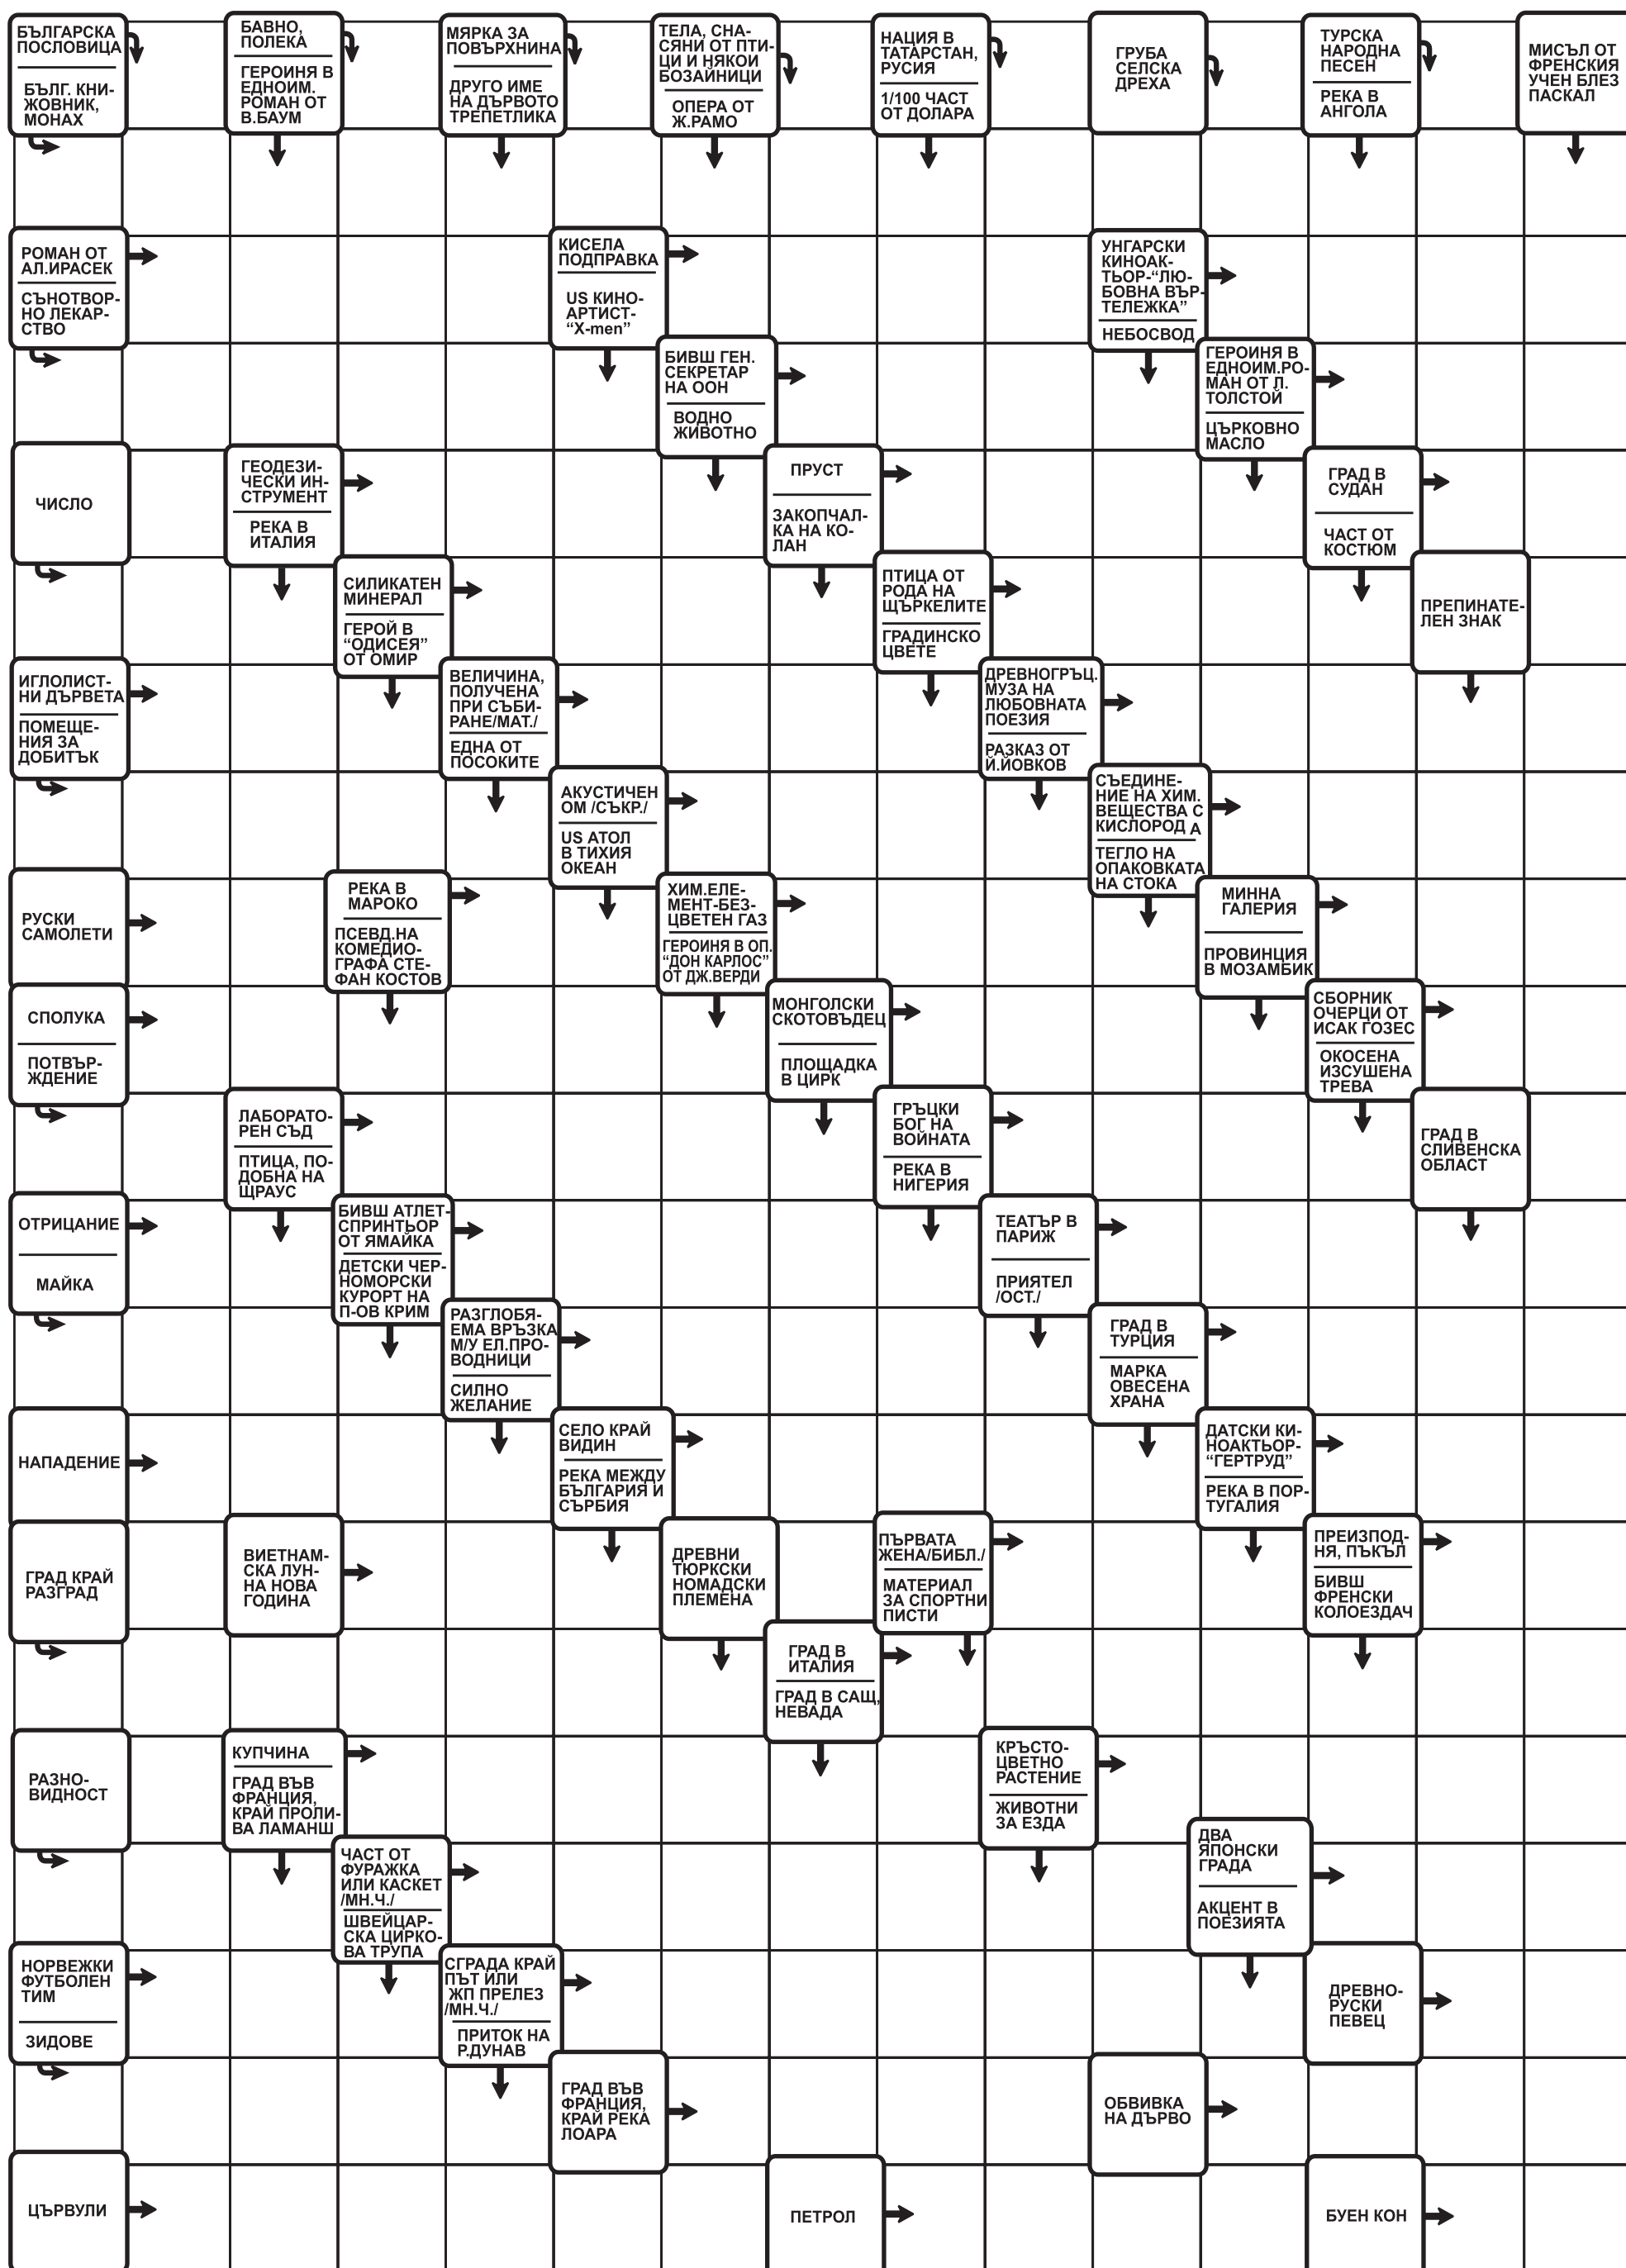 БЪЛГАРСКА
ПОСЛОВИЦА
БЪЛГ. КНИ-
ЖОВНИК,
МОНАХ
БАВНО,
ПОЛЕКА
ГЕРОИНЯ В
ЕДНОИМ.
РОМАН ОТ
В.БАУМ
МЯРКА ЗА
ПОВЪРХНИНА
ДРУГО ИМЕ
НА ДЪРВОТО
ТРЕПЕТЛИКА
ТЕЛА, СНА-
СЯНИ ОТ ПТИ-
ЦИ И НЯКОИ
БОЗАЙНИЦИ
ОПЕРА ОТ
Ж.РАМО
НАЦИЯ В
ТАТАРСТАН,
РУСИЯ
1/100 ЧАСТ
ОТ ДОЛАРА
ГРУБА
СЕЛСКА
ДРЕХА
ТУРСКА
НАРОДНА
ПЕСЕН
РЕКА В
АНГОЛА
МИСЪЛ ОТ
ФРЕНСКИЯ
УЧЕН БЛЕЗ
ПАСКАЛ
РОМАН ОТ
АЛ.ИРАСЕК
СЪНОТВОР-
НО ЛЕКАР-
СТВО
КИСЕЛА
ПОДПРАВКА
US КИНО-
АРТИСТ-
“X-men”
УНГАРСКИ
КИНОАК-
ТЬОР-“ЛЮ-
БОВНА ВЪР-
ТЕЛЕЖКА”
НЕБОСВОД
БИВШ ГЕН.
СЕКРЕТАР
НА ООН
ВОДНО
ЖИВОТНО
ГЕРОИНЯ В
ЕДНОИМ.РО-
МАН ОТ Л.
ТОЛСТОЙ
ЦЪРКОВНО
МАСЛО
ЧИСЛО
ГЕОДЕЗИ-
ЧЕСКИ ИН-
СТРУМЕНТ
РЕКА В
ИТАЛИЯ
ПРУСТ
ЗАКОПЧАЛ-
КА НА КО-
ЛАН
ГРАД В
СУДАН
ЧАСТ ОТ
КОСТЮМ
СИЛИКАТЕН
МИНЕРАЛ
ГЕРОЙ В
“ОДИСЕЯ”
ОТ ОМИР
ПТИЦА ОТ
РОДА НА
ЩЪРКЕЛИТЕ
ГРАДИНСКО
ЦВЕТЕ
ПРЕПИНАТЕ-
ЛЕН ЗНАК
ИГЛОЛИСТ-
НИ ДЪРВЕТА
ПОМЕЩЕ-
НИЯ ЗА
ДОБИТЪК
ВЕЛИЧИНА,
ПОЛУЧЕНА
ПРИ СЪБИ-
РАНЕ/МАТ./
ЕДНА ОТ
ПОСОКИТЕ
ДРЕВНОГРЪЦ.
МУЗА НА
ЛЮБОВНАТА
ПОЕЗИЯ
РАЗКАЗ ОТ
Й.ЙОВКОВ
АКУСТИЧЕН
ОМ /СЪКР./
US АТОЛ
В ТИХИЯ
ОКЕАН
СЪЕДИНЕ-
НИЕ НА ХИМ.
ВЕЩЕСТВА С
КИСЛОРОД А
ТЕГЛО НА
ОПАКОВКАТА
НА СТОКА
РУСКИ
САМОЛЕТИ
РЕКА В
МАРОКО
ПСЕВД.НА
КОМЕДИО-
ГРАФА СТЕ-
ФАН КОСТОВ
ХИМ.ЕЛЕ-
МЕНТ-БЕЗ-
ЦВЕТЕН ГАЗ
ГЕРОИНЯ В ОП.
“ДОН КАРЛОС”
ОТ ДЖ.ВЕРДИ
МИННА
ГАЛЕРИЯ
ПРОВИНЦИЯ
В МОЗАМБИК
СПОЛУКА
ПОТВЪР-
ЖДЕНИЕ
МОНГОЛСКИ
СКОТОВЪДЕЦ
ПЛОЩАДКА
В ЦИРК
СБОРНИК
ОЧЕРЦИ ОТ
ИСАК ГОЗЕС
ОКОСЕНА
ИЗСУШЕНА
ТРЕВА
ЛАБОРАТО-
РЕН СЪД
ПТИЦА, ПО-
ДОБНА НА
ЩРАУС
ГРЪЦКИ
БОГ НА
ВОЙНАТА
РЕКА В
НИГЕРИЯ
ГРАД В
СЛИВЕНСКА
ОБЛАСТ
ОТРИЦАНИЕ
МАЙКА
БИВШ АТЛЕТ-
СПРИНТЬОР
ОТ ЯМАЙКА
ДЕТСКИ ЧЕР-
НОМОРСКИ
КУРОРТ НА
П-ОВ КРИМ
ТЕАТЪР В
ПАРИЖ
ПРИЯТЕЛ
/ОСТ./
РАЗГЛОБЯ-
ЕМА ВРЪЗКА
М/У ЕЛ.ПРО-
ВОДНИЦИ
СИЛНО
ЖЕЛАНИЕ
ГРАД В
ТУРЦИЯ
МАРКА
ОВЕСЕНА
ХРАНА
НАПАДЕНИЕ
СЕЛО КРАЙ
ВИДИН
РЕКА МЕЖДУ
БЪЛГАРИЯ И
СЪРБИЯ
ДАТСКИ КИ-
НОАКТЬОР-
“ГЕРТРУД”
РЕКА В ПОР-
ТУГАЛИЯ
ГРАД КРАЙ
РАЗГРАД
ВИЕТНАМ-
СКА ЛУН-
НА НОВА
ГОДИНА
ДРЕВНИ
ТЮРКСКИ
НОМАДСКИ
ПЛЕМЕНА
ПЪРВАТА
ЖЕНА/БИБЛ./
МАТЕРИАЛ
ЗА СПОРТНИ
ПИСТИ
ПРЕИЗПОД-
НЯ, ПЪКЪЛ
БИВШ
ФРЕНСКИ
КОЛОЕЗДАЧ
ГРАД В
ИТАЛИЯ
ГРАД В САЩ,
НЕВАДА
РАЗНО-
ВИДНОСТ
КУПЧИНА
ГРАД ВЪВ
ФРАНЦИЯ,
КРАЙ ПРОЛИ-
ВА ЛАМАНШ
КРЪСТО-
ЦВЕТНО
РАСТЕНИЕ
ЖИВОТНИ
ЗА ЕЗДА
ЧАСТ ОТ
ФУРАЖКА
ИЛИ КАСКЕТ
/МН.Ч./
ШВЕЙЦАР-
СКА ЦИРКО-
ВА ТРУПА
ДВА
ЯПОНСКИ
ГРАДА
АКЦЕНТ В
ПОЕЗИЯТА
НОРВЕЖКИ
ФУТБОЛЕН
ТИМ
ЗИДОВЕ
СГРАДА КРАЙ
ПЪТ ИЛИ
ЖП ПРЕЛЕЗ
/МН.Ч./
ПРИТОК НА
Р.ДУНАВ
ДРЕВНО-
РУСКИ
ПЕВЕЦ
ГРАД ВЪВ
ФРАНЦИЯ,
КРАЙ РЕКА
ЛОАРА
ОБВИВКА
НА ДЪРВО
ЦЪРВУЛИ
ПЕТРОЛ
БУЕН КОН